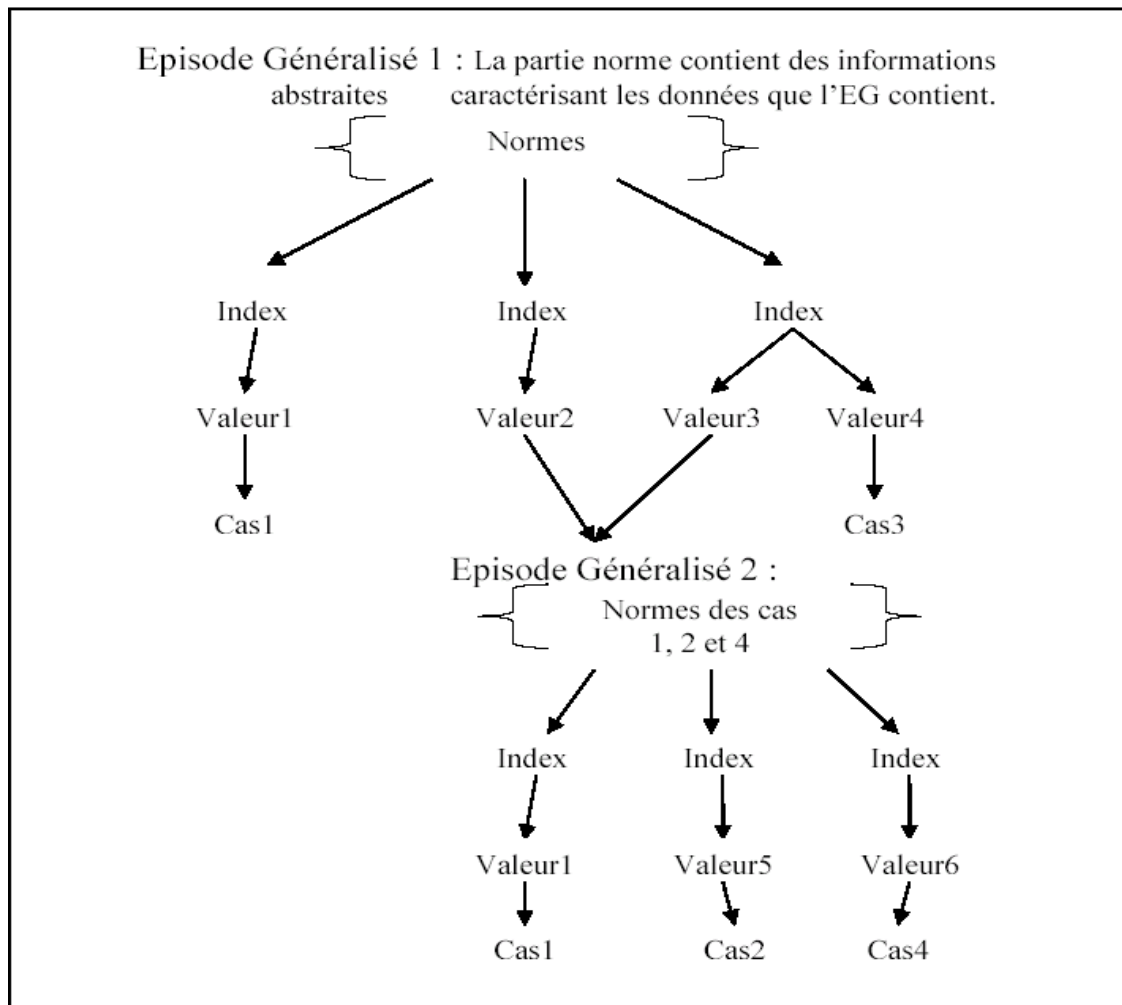 Episode Généralisé 1 : La partie norme contient des informations
abstraites caractérisant les données que l’EG contient.
Normes
Index Index Index
Valeur1 Valeur2 Valeur3 Valeur4
Cas1 Cas3
Episode Généralisé 2 :
Normes des cas
1, 2 et 4
Index Index Index
Valeur1 Valeur5 Valeur6
Cas1 Cas2 Cas4